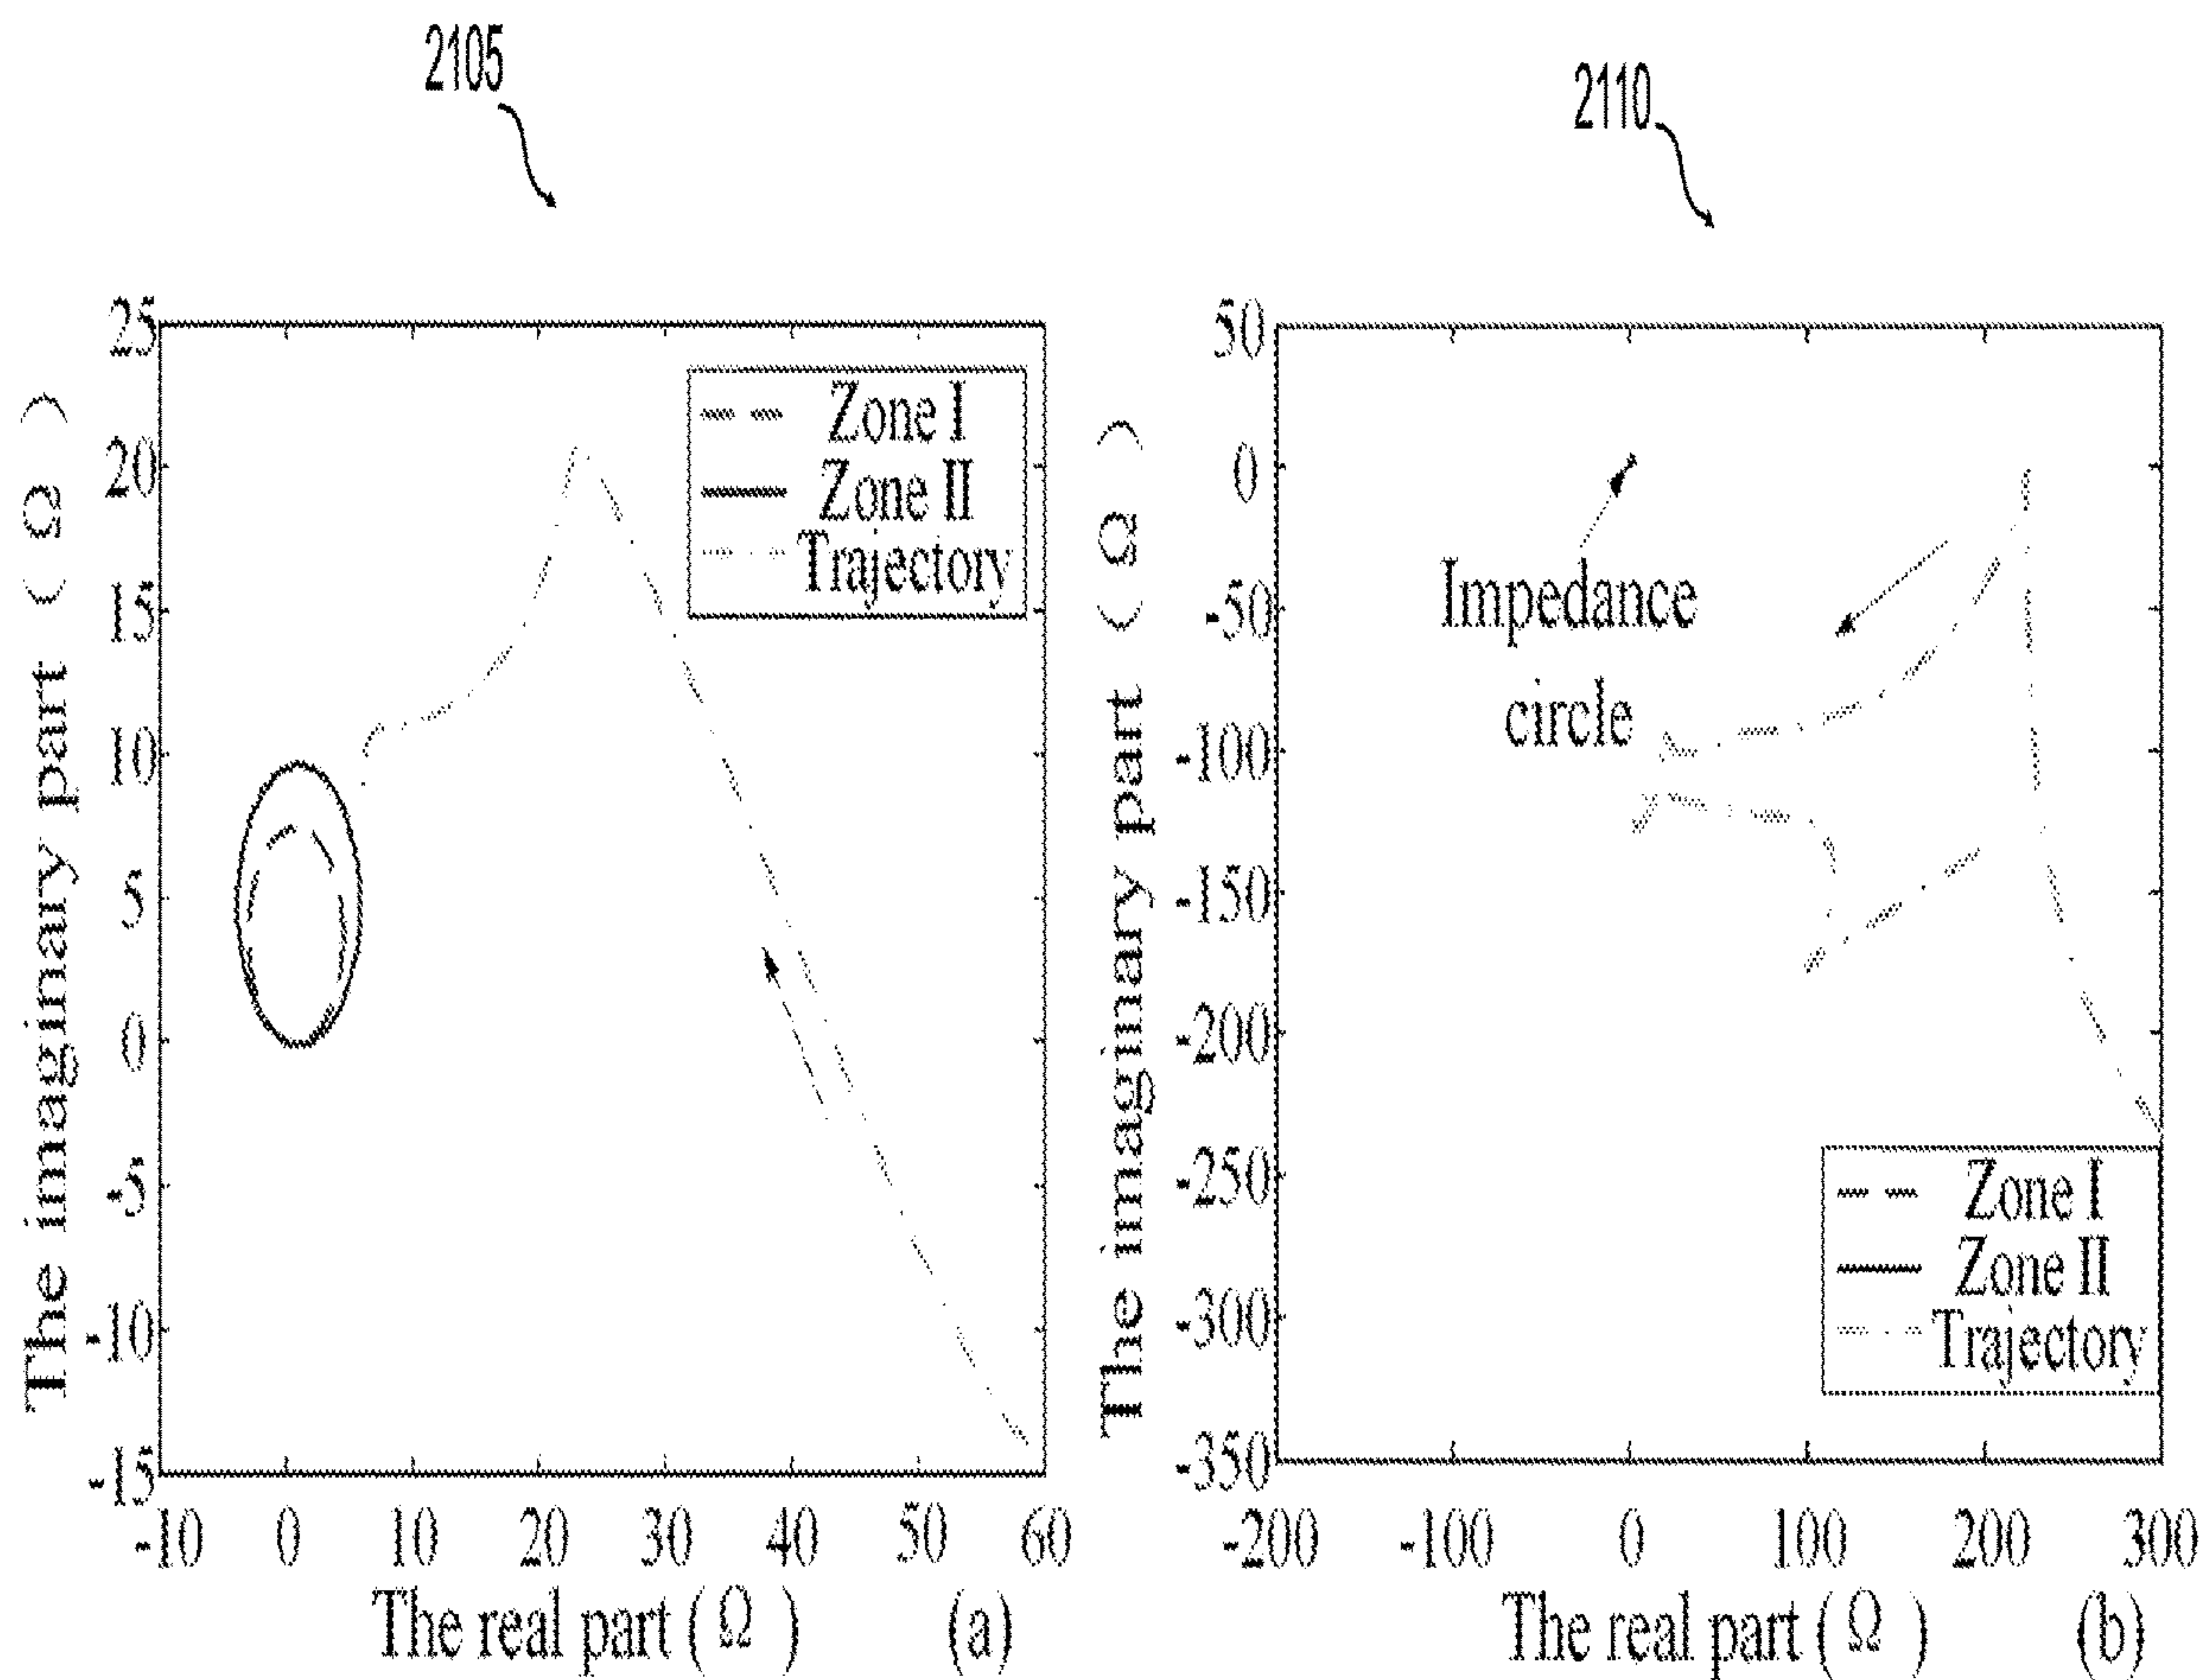 2105
2110
25
20
15
10
5
0
-5
-10
-15
The imaginary part ( Ω )
Zone I
Zone II
Trajectory
-10 0 10 20 30 40 50 60
The real part ( Ω ) (a)
50
0
-50
-100
-150
-200
-250
-300
-350
The imaginary part ( Ω )
Impedance
circle
Zone I
Zone II
Trajectory
-200 -100 0 100 200 300
The real part ( Ω ) (b)